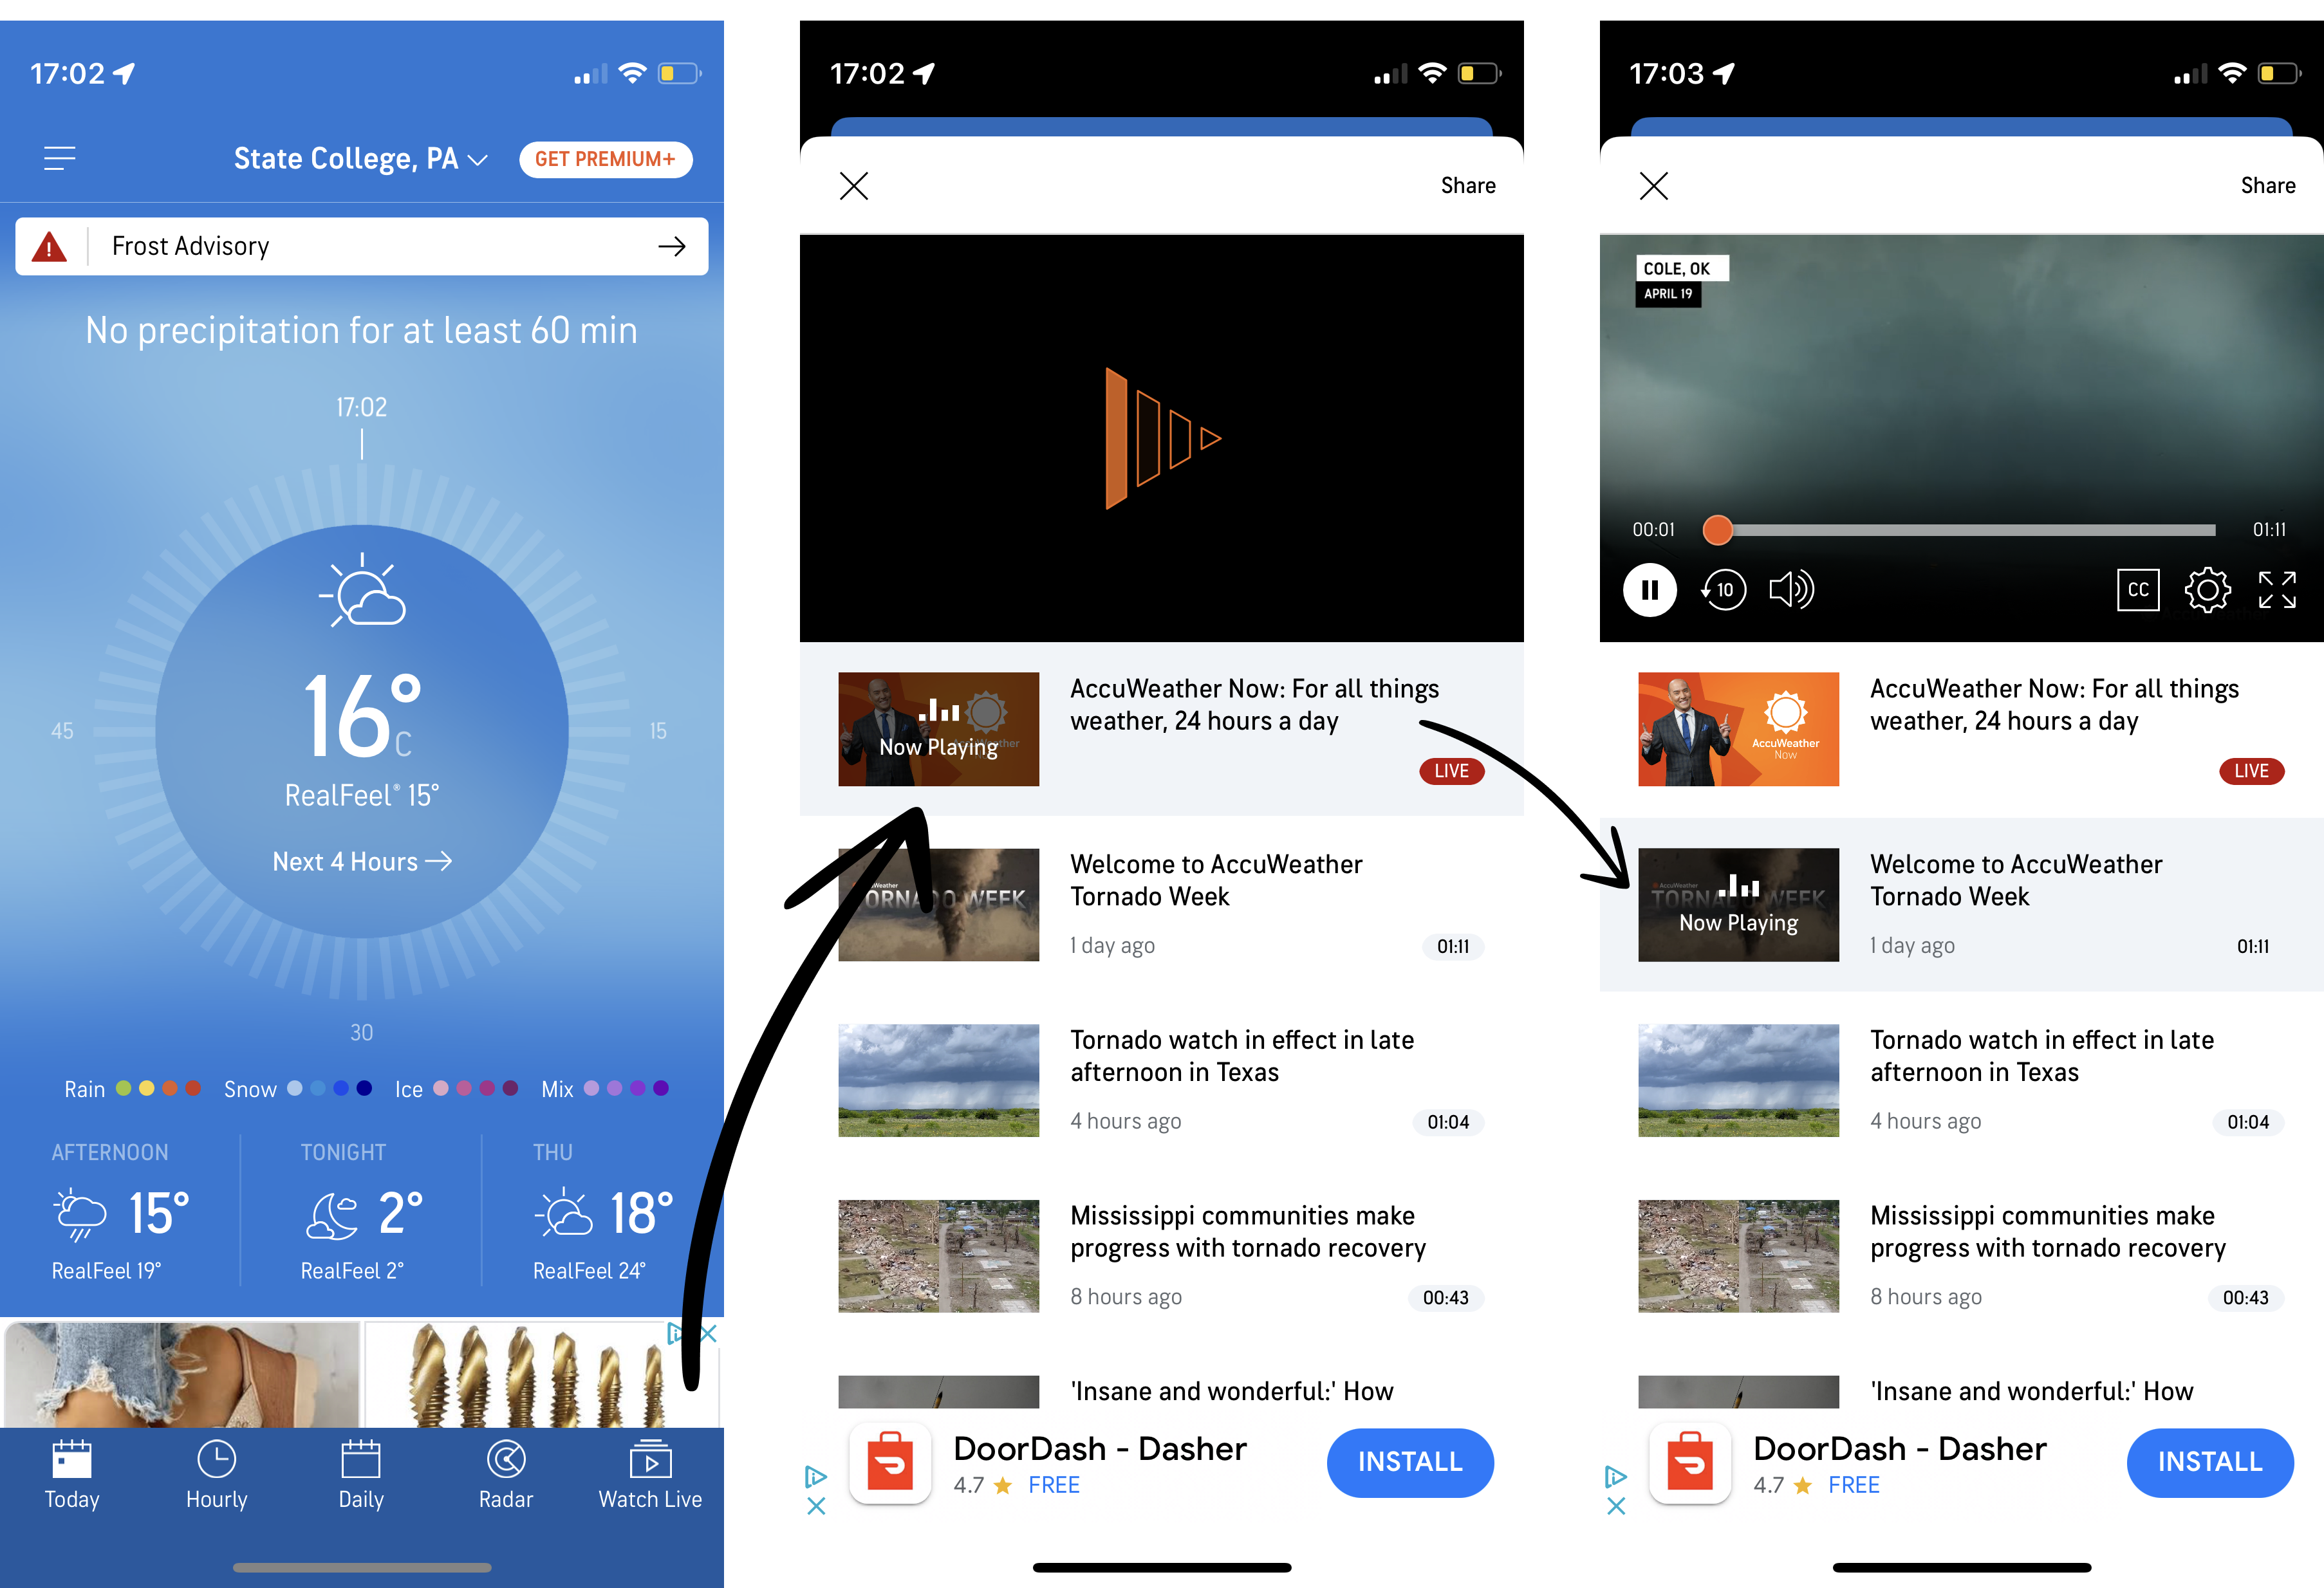 17:02
State College, PA
GET PREMIUM+
Frost Advisory
No precipitation for at least 60 min
17:02
45
15
16°
C
RealFeel® 15°
Next 4 Hours
30
Rain
Snow
Ice
Mix
AFTERNOON
15°
RealFeel 19°
TONIGHT
2°
RealFeel 2°
THU
18°
RealFeel 24°
Today
Hourly
Daily
Radar
Watch Live
17:02
Share
Now Playing
AccuWeather Now: For all things
weather, 24 hours a day
LIVE
TORNADO WEEK
Welcome to AccuWeather
Tornado Week
1 day ago
01:11
Tornado watch in effect in late
afternoon in Texas
4 hours ago
01:04
Mississippi communities make
progress with tornado recovery
8 hours ago
00:43
'Insane and wonderful:' How
DoorDash - Dasher
4.7
FREE
INSTALL
17:03
Share
COLE, OK
APRIL 19
00:01
01:11
10
CC
AccuWeather
Now
AccuWeather Now: For all things
weather, 24 hours a day
LIVE
AccuWeather
TORNADO WEEK
Now Playing
Welcome to AccuWeather
Tornado Week
1 day ago
01:11
Tornado watch in effect in late
afternoon in Texas
4 hours ago
01:04
Mississippi communities make
progress with tornado recovery
8 hours ago
00:43
'Insane and wonderful:' How
DoorDash - Dasher
4.7
FREE
INSTALL